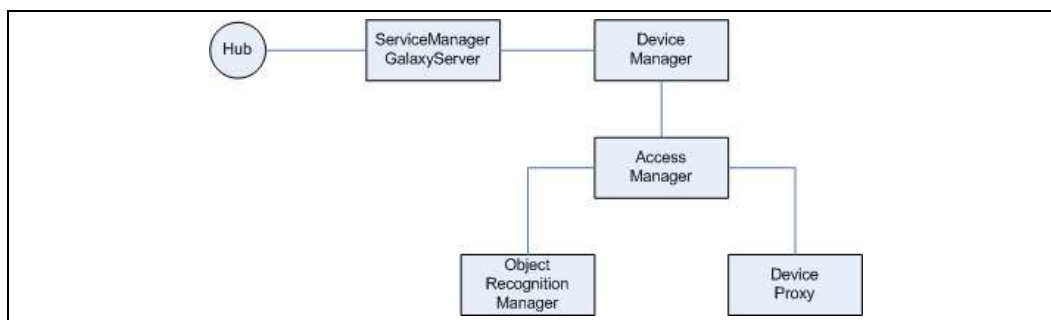 Hub
ServiceManager
GalaxyServer
Device
Manager
Access
Manager
Object
Recognition
Manager
Device
Proxy